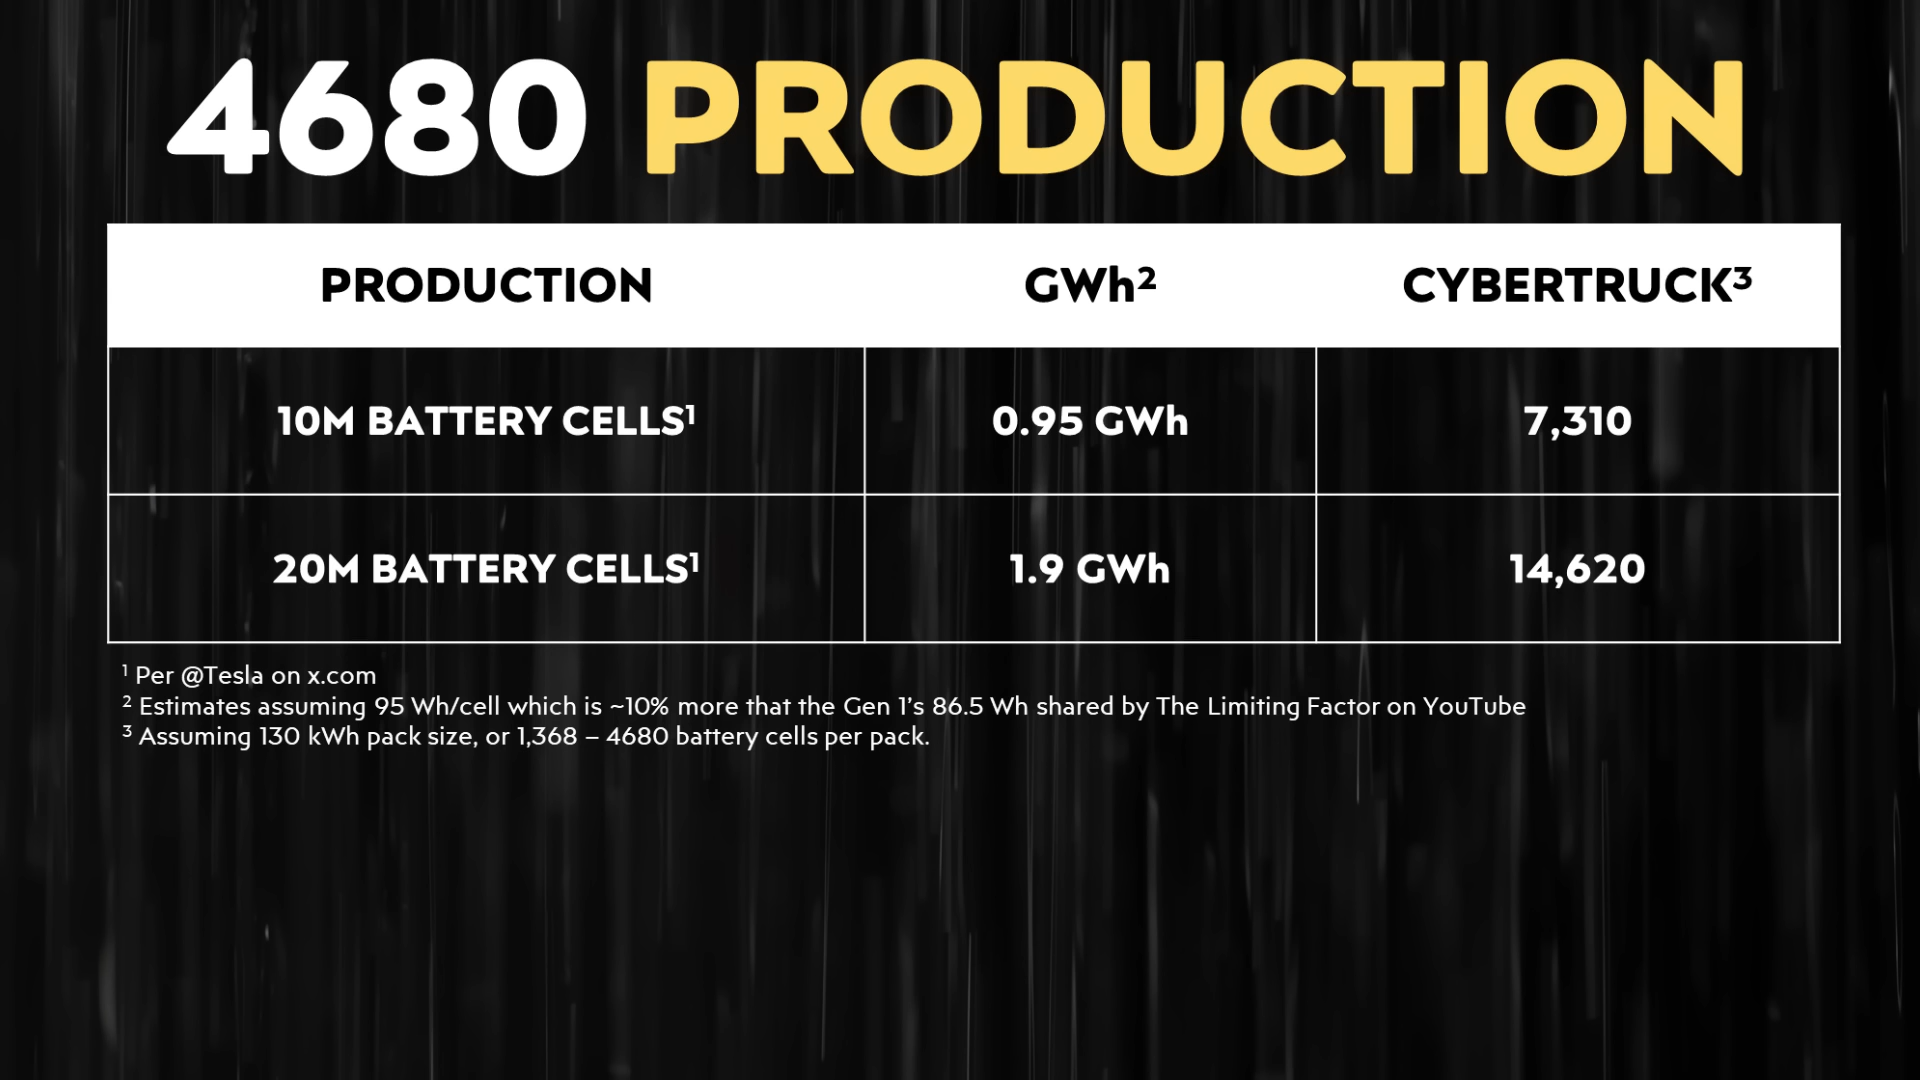 4680 PRODUCTION
PRODUCTION GWh² CYBERTRUCK³
10M BATTERY CELLS¹ 0.95 GWh 7,310
20M BATTERY CELLS¹ 1.9 GWh 14,620
¹ Per @Tesla on x.com
² Estimates assuming 95 Wh/cell which is ~10% more that the Gen 1's 86.5 Wh shared by The Limiting Factor on YouTube
³ Assuming 130 kWh pack size, or 1,368 – 4680 battery cells per pack.